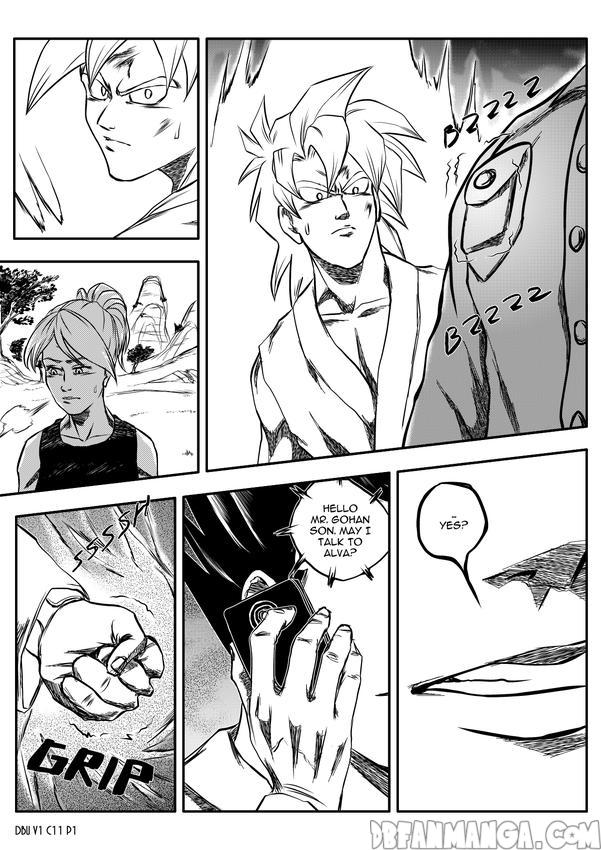 BZZZZ
BZZZZ
SSSSSH
GRIP
HELLO
MR. GOHAN
SON. MAY I
TALK TO
ALVA?
..
YES?
DBU V1 C11 P1
DBFANMANGA.COM